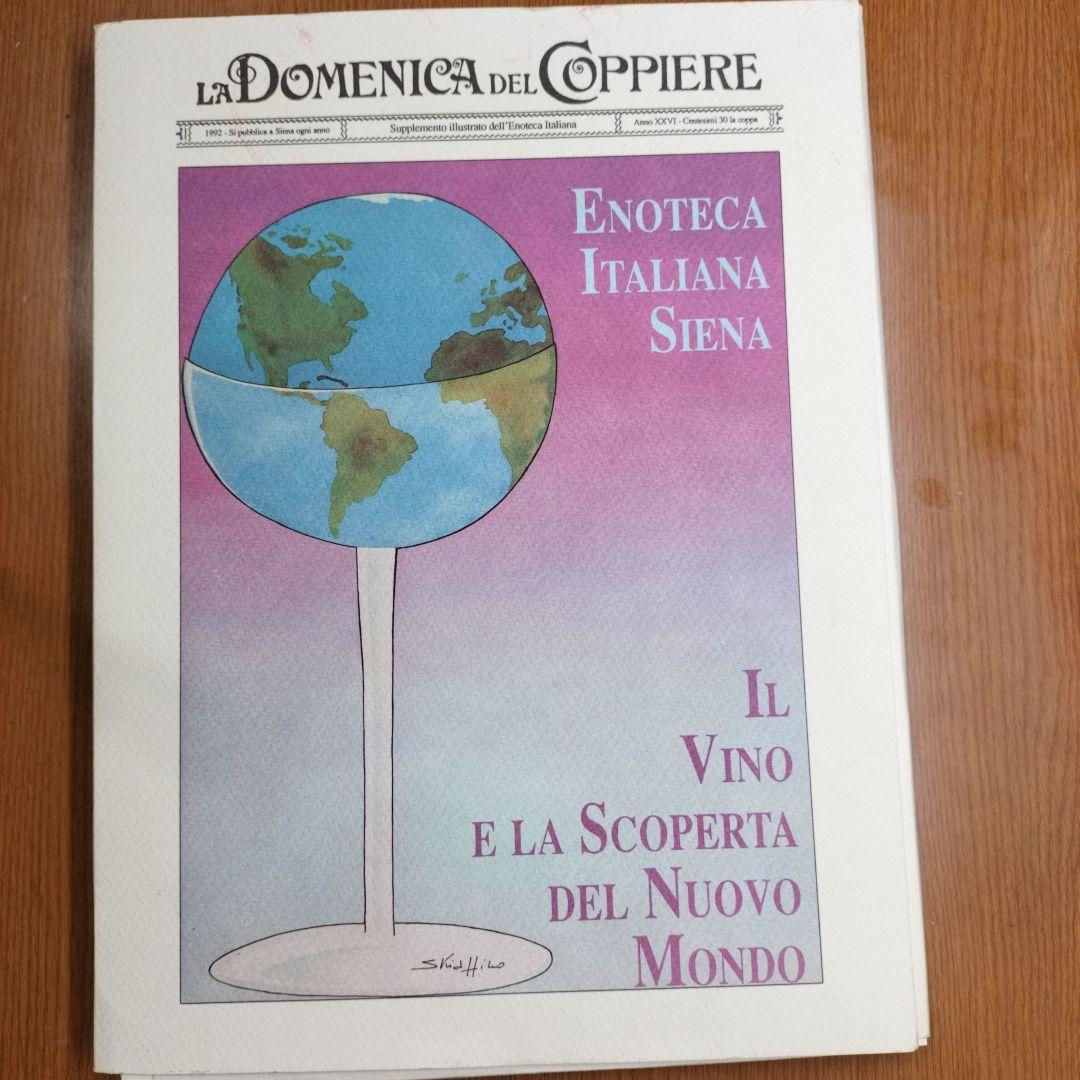 LA DOMENICA DEL COPPIERE
1992 - Si pubblica a Siena ogni anno
Supplemento illustrato dell'Enoteca Italiana
Anno XXVI - Centesimi 30 la coppa
ENOTECA
ITALIANA
SIENA
IL
VINO
E LA SCOPERTA
DEL NUOVO
MONDO